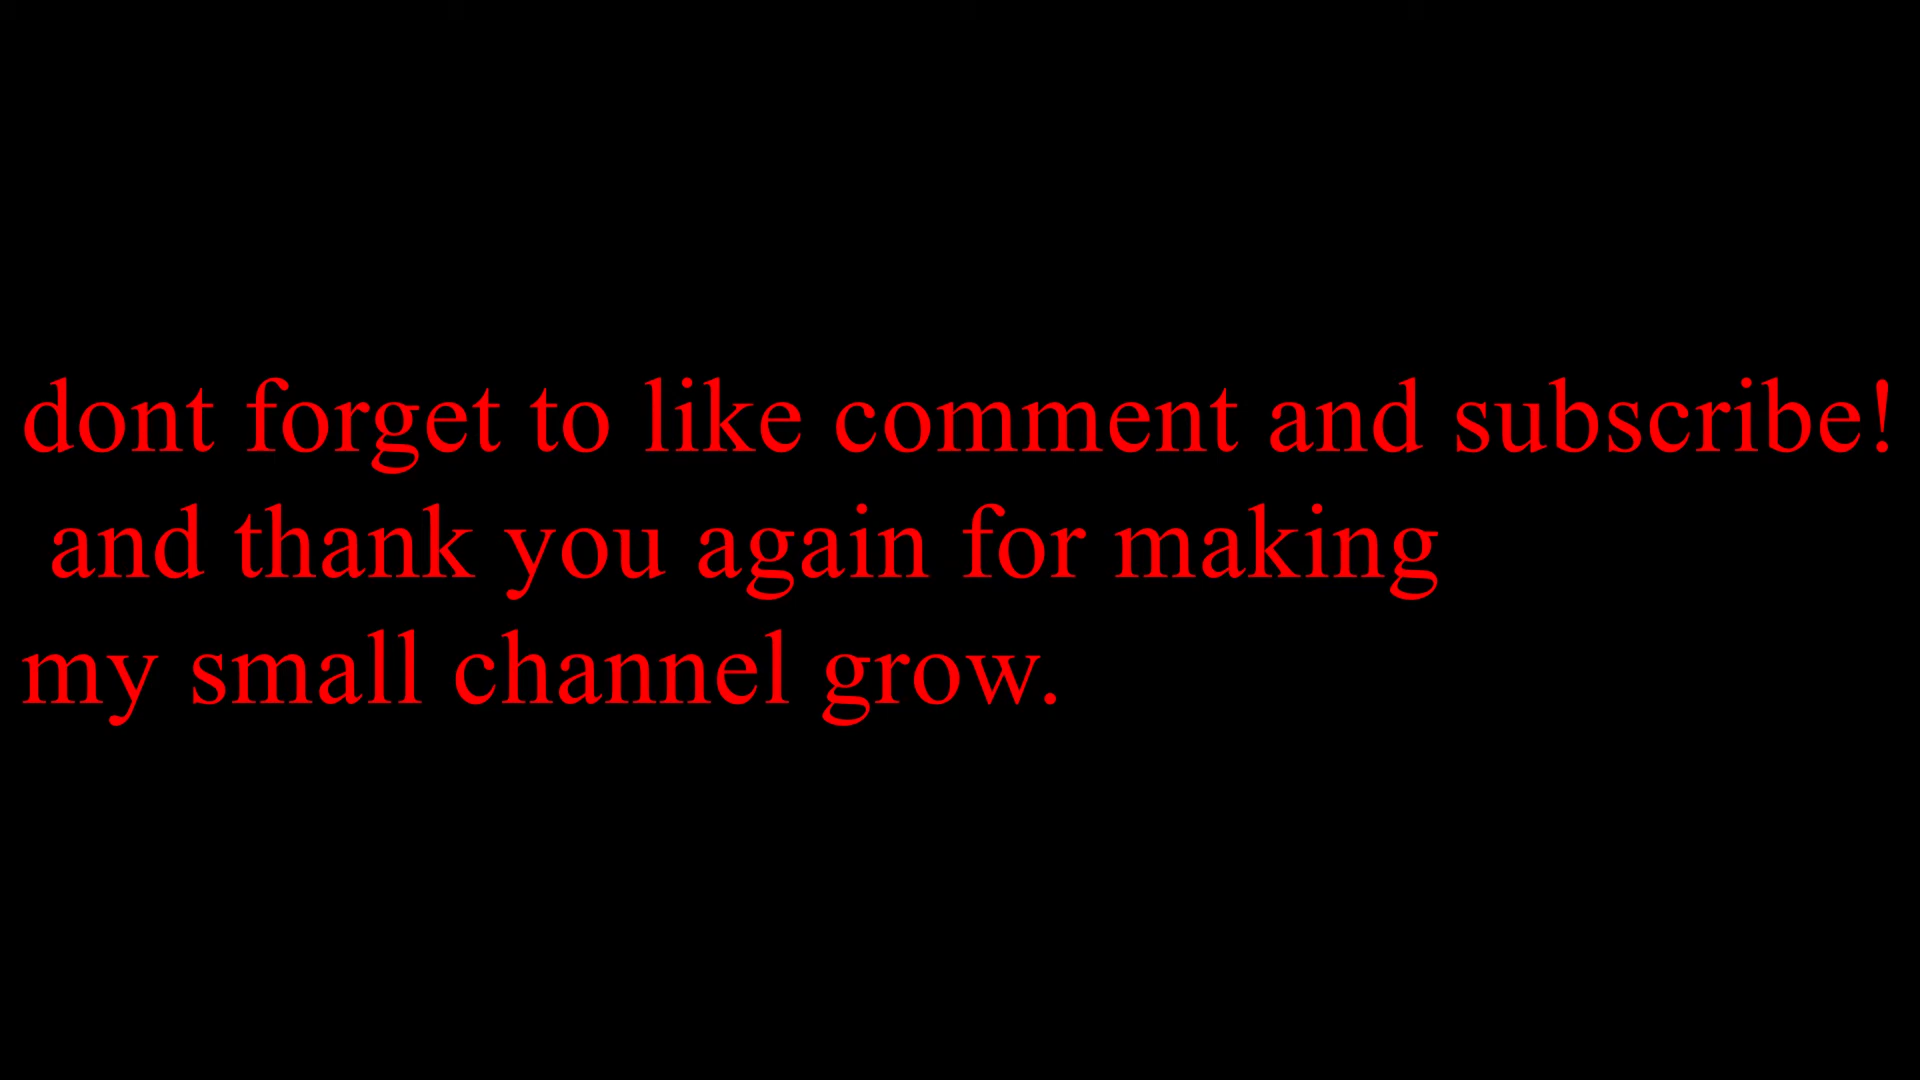 dont forget to like comment and subscribe!
and thank you again for making
my small channel grow.